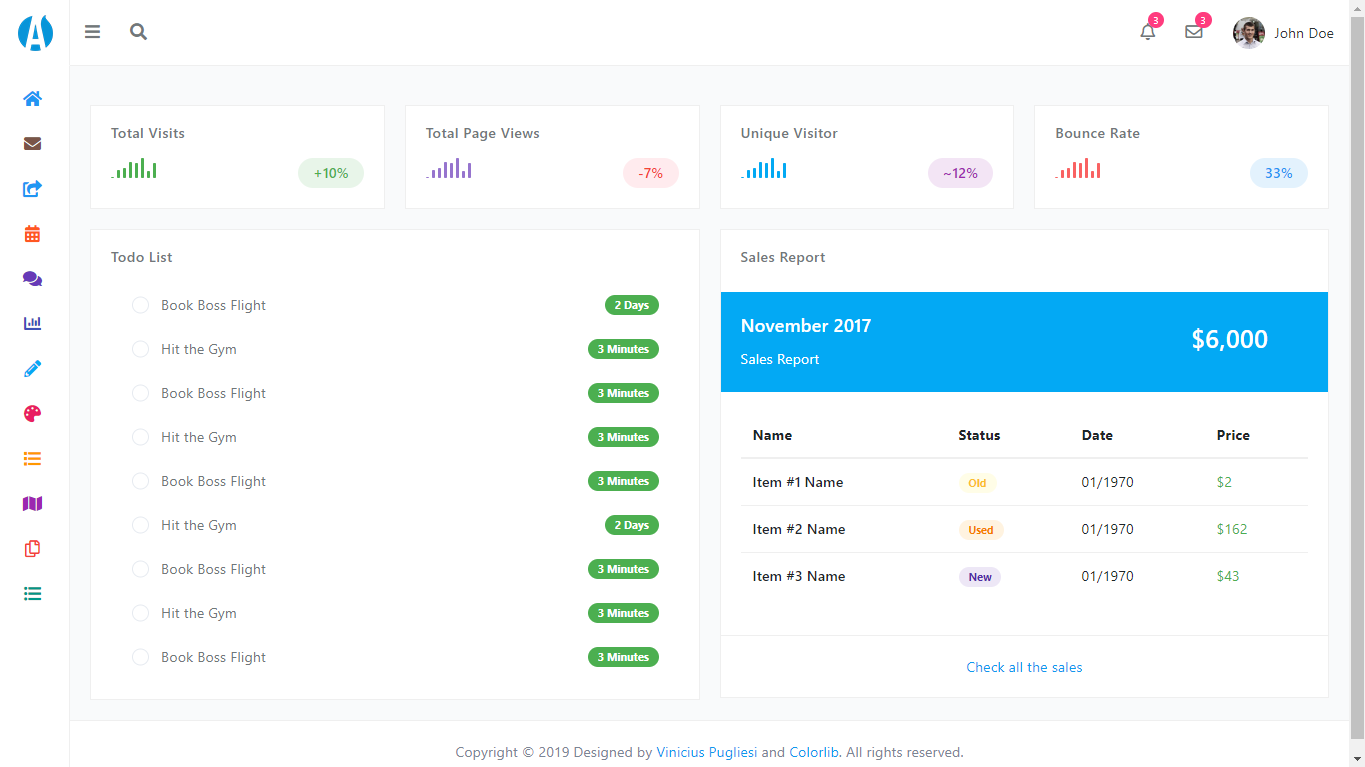 3
3
John Doe
Total Visits
+10%
Total Page Views
-7%
Unique Visitor
~12%
Bounce Rate
33%
Todo List
Book Boss Flight 2 Days
Hit the Gym 3 Minutes
Book Boss Flight 3 Minutes
Hit the Gym 3 Minutes
Book Boss Flight 3 Minutes
Hit the Gym 2 Days
Book Boss Flight 3 Minutes
Hit the Gym 3 Minutes
Book Boss Flight 3 Minutes
Sales Report
November 2017
Sales Report
$6,000
Name Status Date Price
Item #1 Name Old 01/1970 $2
Item #2 Name Used 01/1970 $162
Item #3 Name New 01/1970 $43
Check all the sales
Copyright © 2019 Designed by Vinicius Pugliesi and Colorlib. All rights reserved.